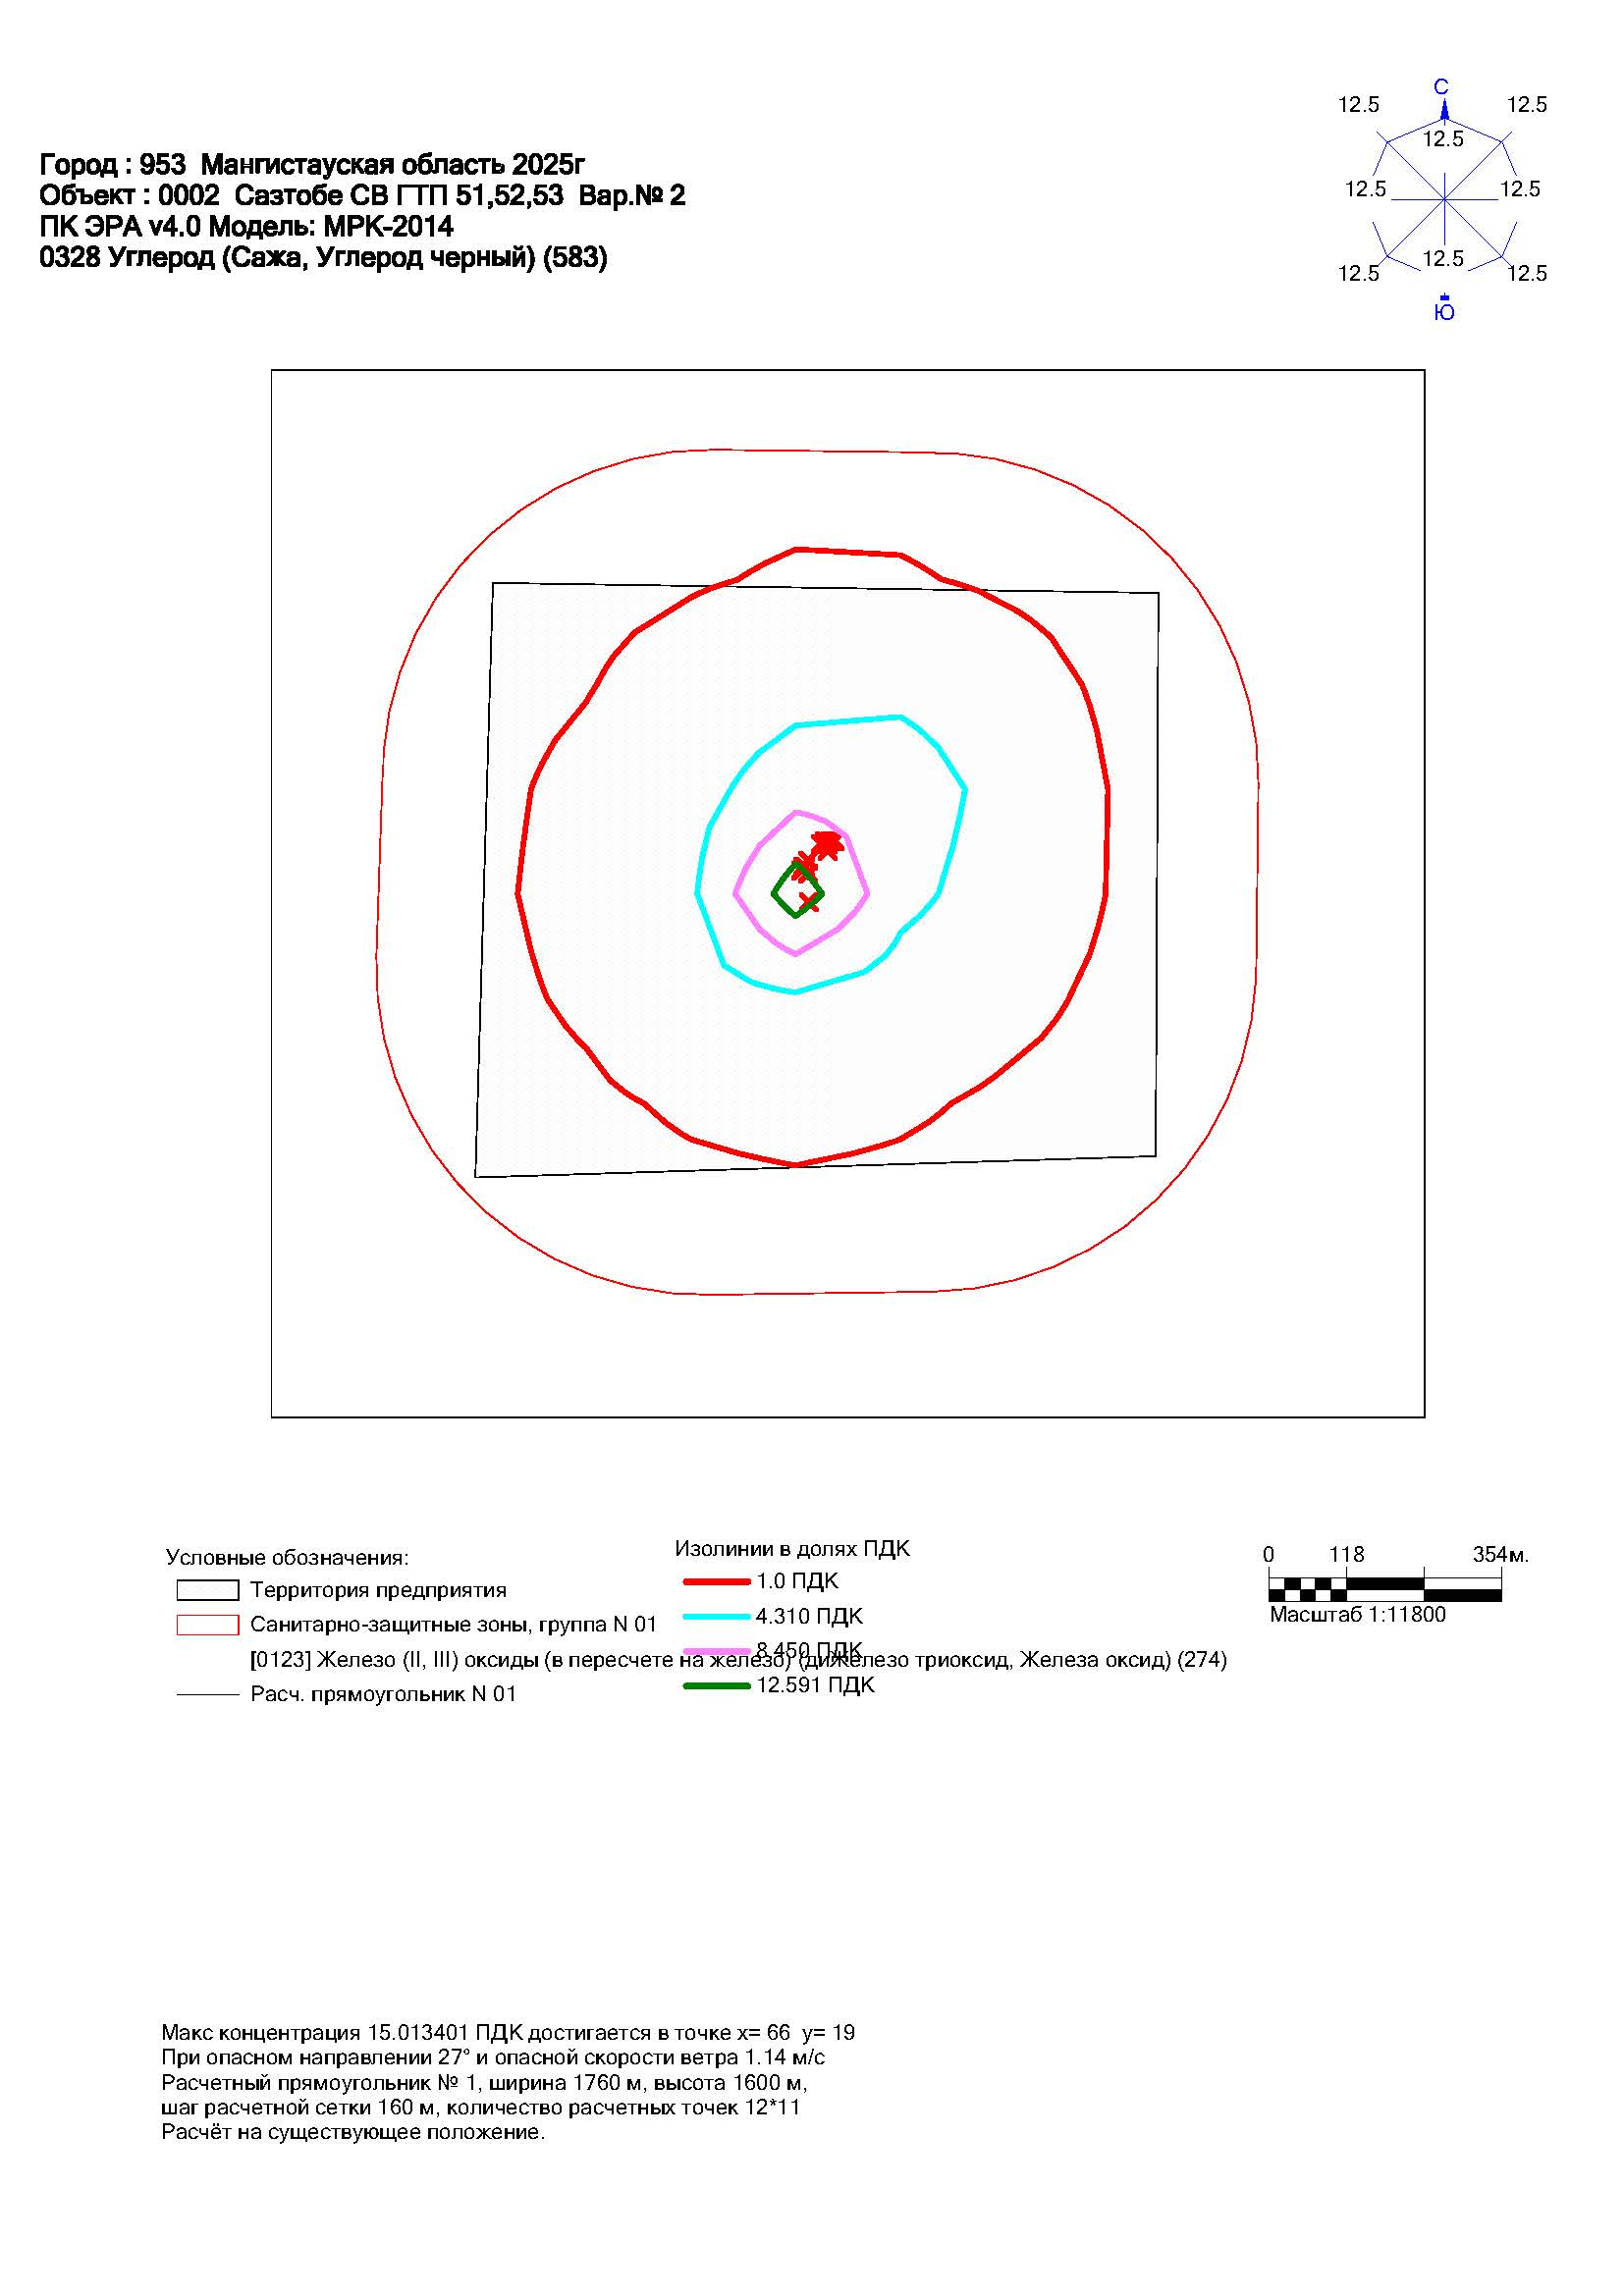 С
12.5 12.5
12.5
12.5 12.5
12.5
12.5 12.5
Ю
Город : 953 Мангистауская область 2025г
Объект : 0002 Сазтобе СВ ГТП 51,52,53 Вар.№ 2
ПК ЭРА v4.0 Модель: МРК-2014
0328 Углерод (Сажа, Углерод черный) (583)
Условные обозначения:
Территория предприятия
Санитарно-защитные зоны, группа N 01
[0123] Железо (II, III) оксиды (в пересчете на железо) (дижелезо триоксид, Железа оксид) (274)
Расч. прямоугольник N 01
Изолинии в долях ПДК
1.0 ПДК
4.310 ПДК
8.450 ПДК
12.591 ПДК
0 118 354м.
Масштаб 1:11800
Макс концентрация 15.013401 ПДК достигается в точке x= 66 y= 19
При опасном направлении 27° и опасной скорости ветра 1.14 м/с
Расчетный прямоугольник № 1, ширина 1760 м, высота 1600 м,
шаг расчетной сетки 160 м, количество расчетных точек 12*11
Расчёт на существующее положение.